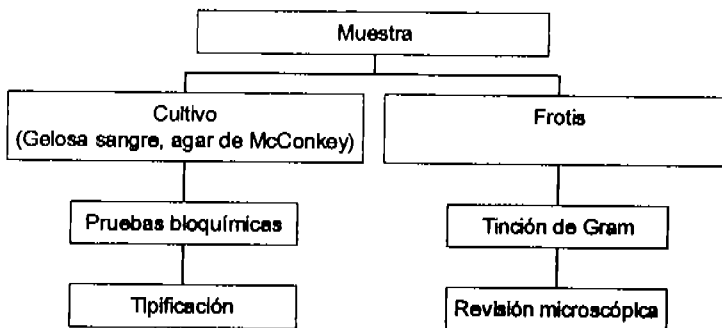 Muestra
Cultivo
(Gelosa sangre, agar de McConkey)
Frotis
Pruebas bioquímicas
Tinción de Gram
Tipificación
Revisión microscópica